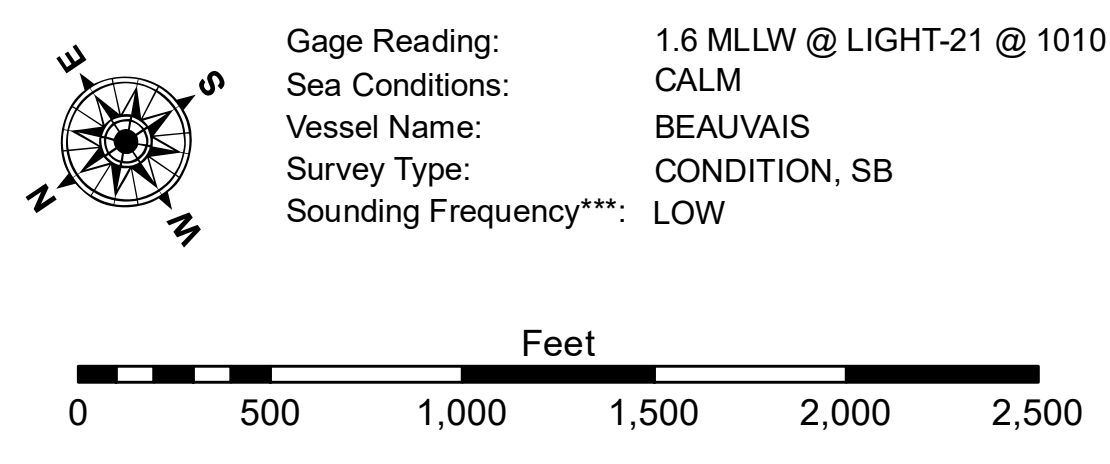 E
S
N
W
Gage Reading: 1.6 MLLW @ LIGHT-21 @ 1010
Sea Conditions: CALM
Vessel Name: BEAUVAIS
Survey Type: CONDITION, SB
Sounding Frequency***: LOW
Feet
0 500 1,000 1,500 2,000 2,500